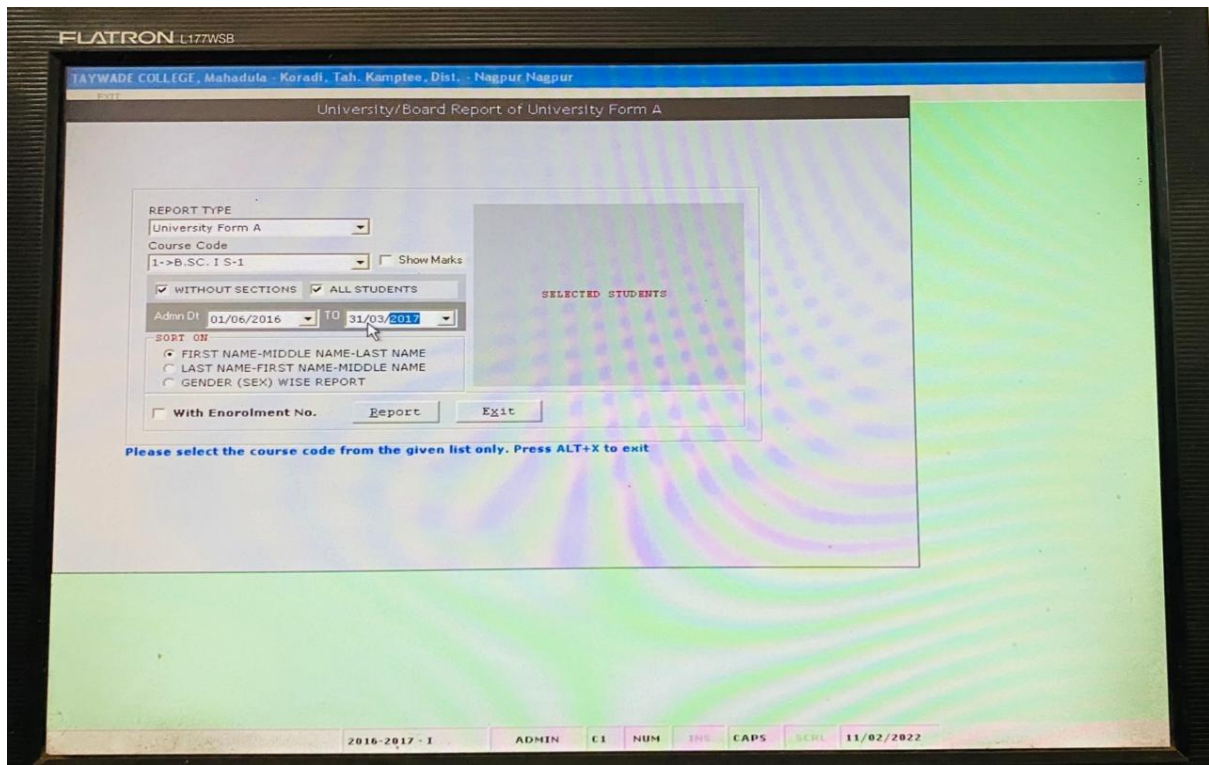 FLATRON L177WSB
TAYWADE COLLEGE, Mahadula - Koradi, Tah. Kamptee, Dist. - Nagpur Nagpur
EXIT
University/Board Report of University Form A
REPORT TYPE
University Form A
Course Code
1->B.SC. I S-1 Show Marks
WITHOUT SECTIONS ALL STUDENTS
SELECTED STUDENTS
Admn Dt 01/06/2016 TO 31/03/2017
SORT ON
FIRST NAME-MIDDLE NAME-LAST NAME
LAST NAME-FIRST NAME-MIDDLE NAME
GENDER (SEX) WISE REPORT
With Enorolment No. Report Exit
Please select the course code from the given list only. Press ALT+X to exit
2016-2017 - I ADMIN C1 NUM INS CAPS SCRL 11/02/2022